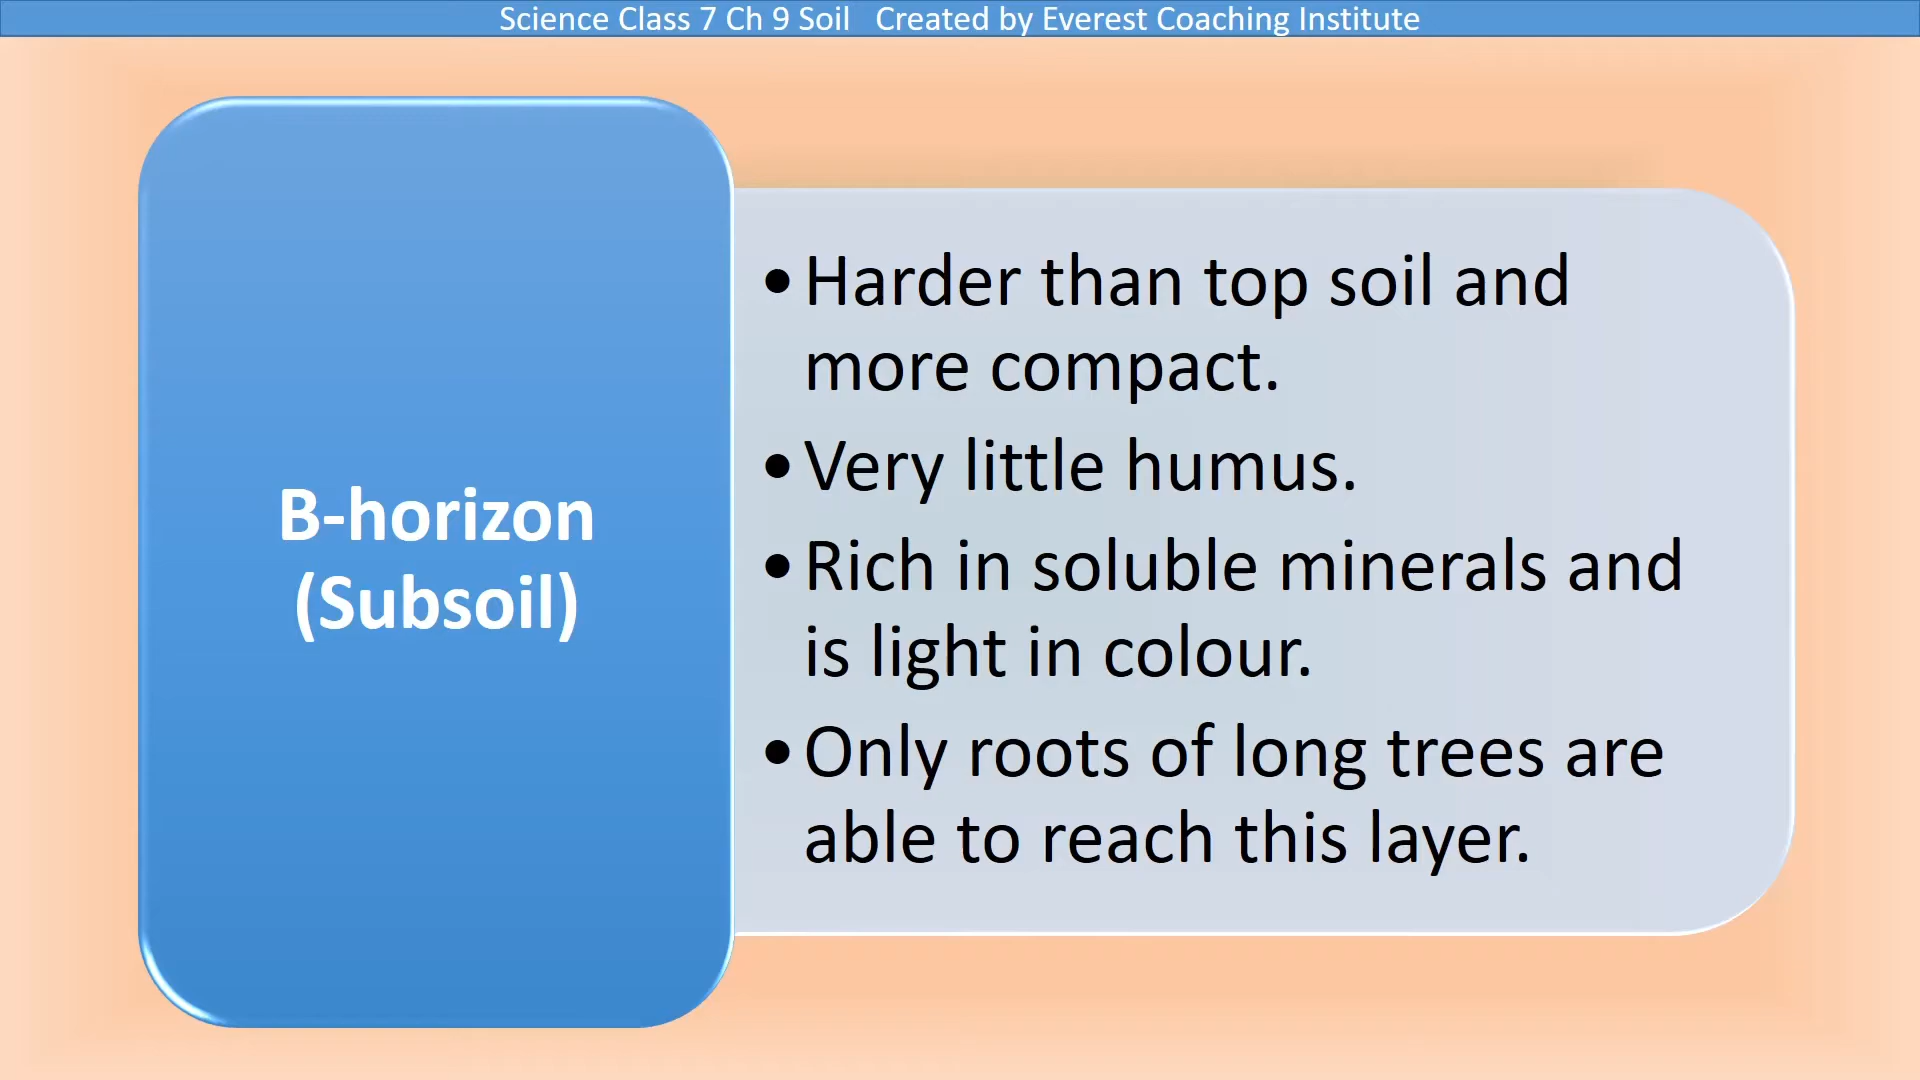 Science Class 7 Ch 9 Soil   Created by Everest Coaching Institute
B-horizon
(Subsoil)
•Harder than top soil and
more compact.
•Very little humus.
•Rich in soluble minerals and
is light in colour.
•Only roots of long trees are
able to reach this layer.